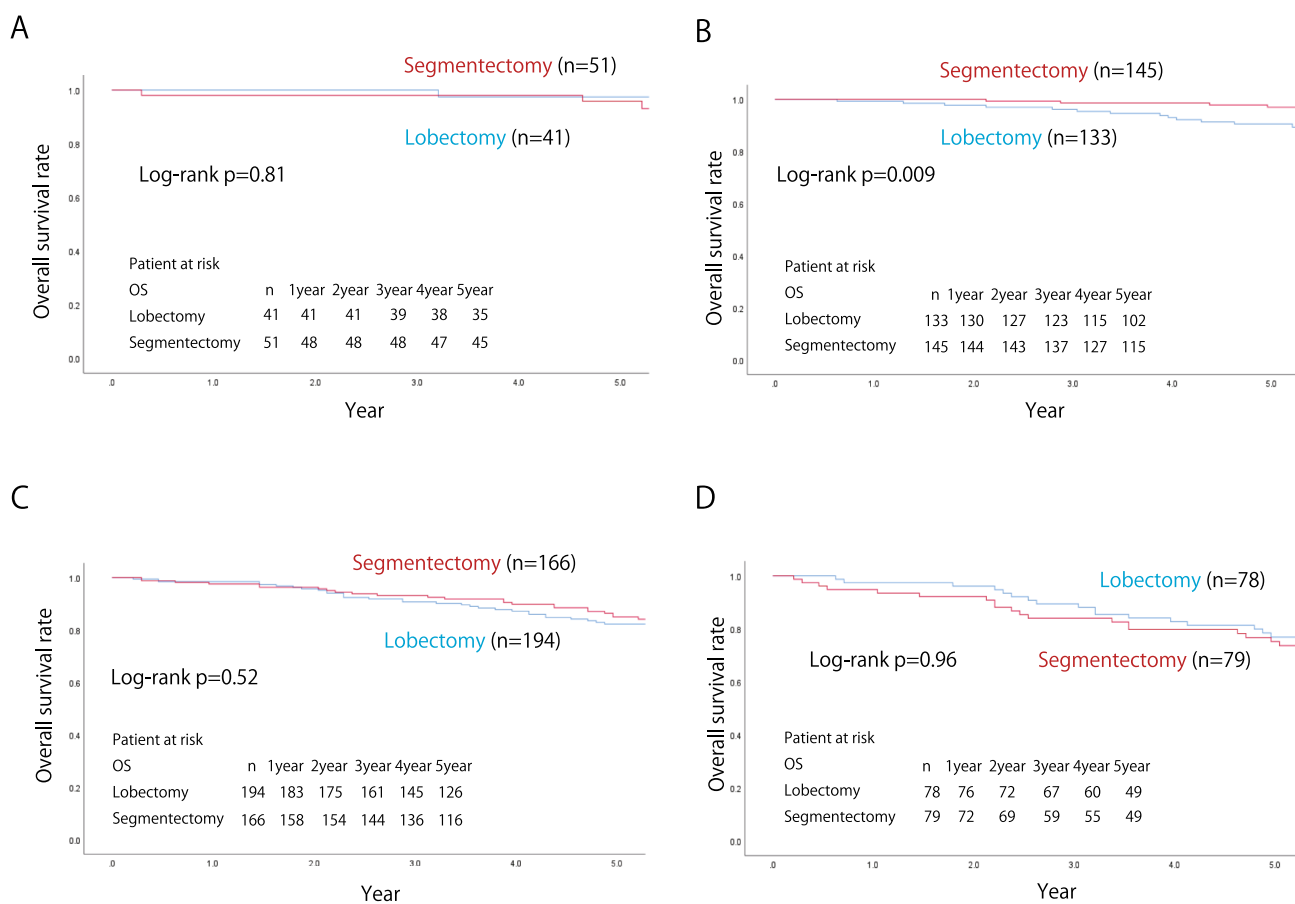 A
Segmentectomy (n=51)
Lobectomy (n=41)
Log-rank p=0.81
Overall survival rate
1.0
0.8
0.6
0.4
0.2
0.0
Patient at risk
OS n 1year 2year 3year 4year 5year
Lobectomy 41 41 41 39 38 35
Segmentectomy 51 48 48 48 47 45
.0 1.0 2.0 3.0 4.0 5.0
Year
B
Segmentectomy (n=145)
Lobectomy (n=133)
Log-rank p=0.009
Overall survival rate
1.0
0.8
0.6
0.4
0.2
0.0
Patient at risk
OS n 1year 2year 3year 4year 5year
Lobectomy 133 130 127 123 115 102
Segmentectomy 145 144 143 137 127 115
.0 1.0 2.0 3.0 4.0 5.0
Year
C
Segmentectomy (n=166)
Lobectomy (n=194)
Log-rank p=0.52
Overall survival rate
1.0
0.8
0.6
0.4
0.2
0.0
Patient at risk
OS n 1year 2year 3year 4year 5year
Lobectomy 194 183 175 161 145 126
Segmentectomy 166 158 154 144 136 116
.0 1.0 2.0 3.0 4.0 5.0
Year
D
Lobectomy (n=78)
Segmentectomy (n=79)
Log-rank p=0.96
Overall survival rate
1.0
0.8
0.6
0.4
0.2
0.0
Patient at risk
OS n 1year 2year 3year 4year 5year
Lobectomy 78 76 72 67 60 49
Segmentectomy 79 72 69 59 55 49
.0 1.0 2.0 3.0 4.0 5.0
Year